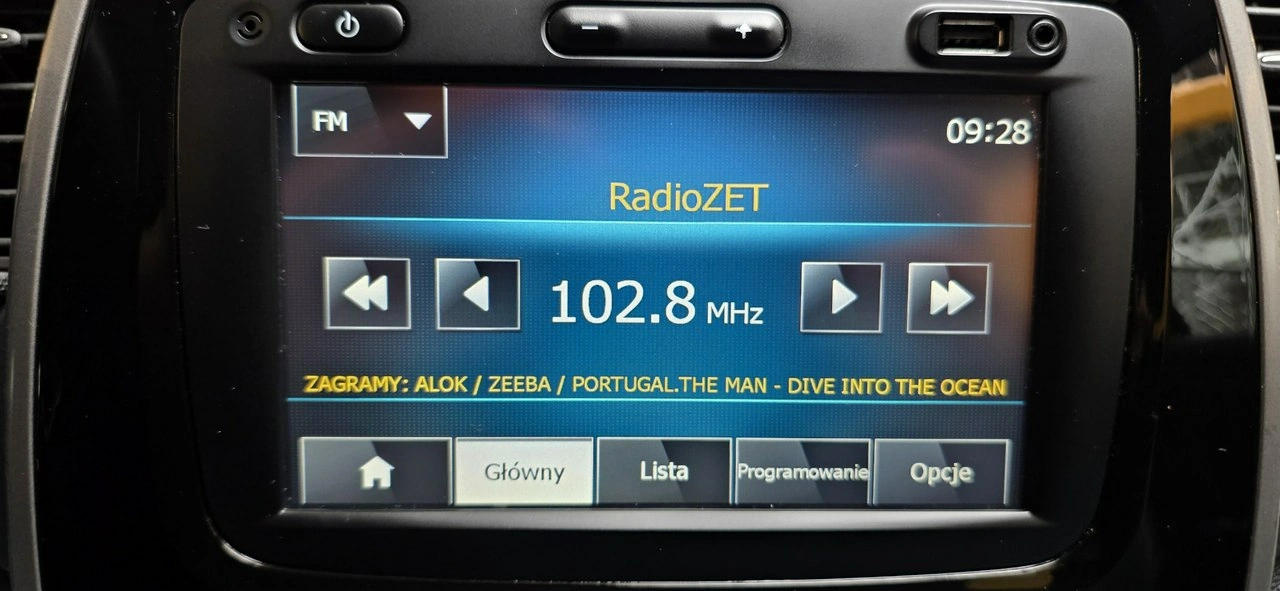 FM
09:28
RadioZET
102.8 MHz
ZAGRAMY: ALOK / ZEEBA / PORTUGAL.THE MAN - DIVE INTO THE OCEAN
Główny Lista Programowanie Opcje